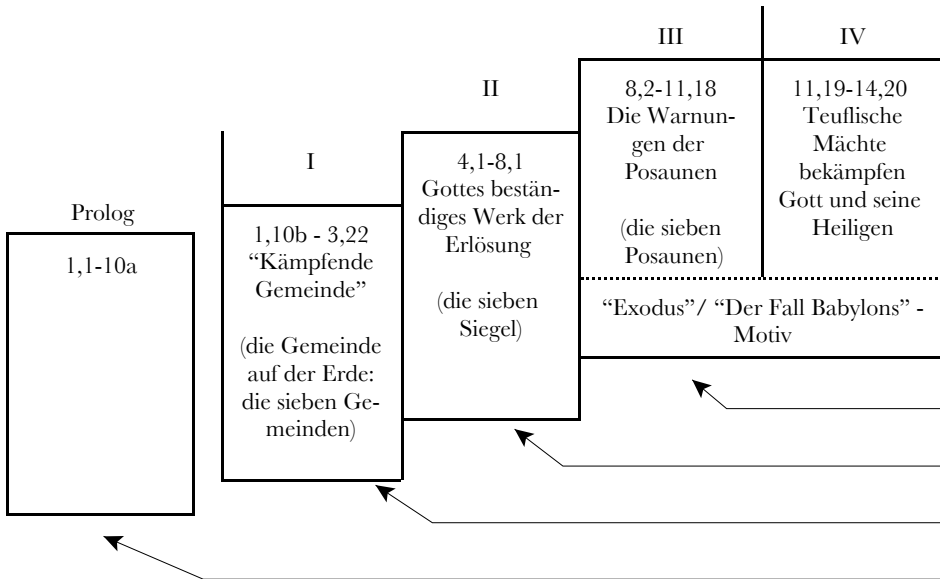 Prolog
1,1-10a
I
1,10b - 3,22
“Kämpfende
Gemeinde”
(die Gemeinde
auf der Erde:
die sieben Ge-
meinden)
II
4,1-8,1
Gottes bestän-
diges Werk der
Erlösung
(die sieben
Siegel)
III
8,2-11,18
Die Warnun-
gen der
Posaunen
(die sieben
Posaunen)
IV
11,19-14,20
Teuflische
Mächte
bekämpfen
Gott und seine
Heiligen
“Exodus”/ “Der Fall Babylons” -
Motiv